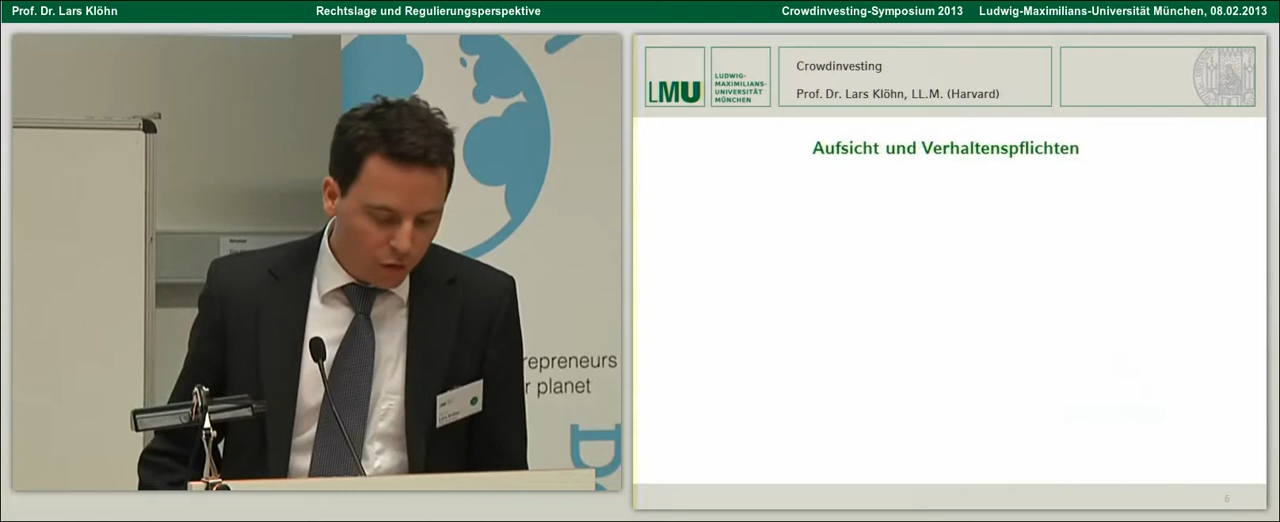 Prof. Dr. Lars Klöhn
Rechtslage und Regulierungsperspektive
Crowdinvesting-Symposium 2013
Ludwig-Maximilians-Universität München, 08.02.2013
repreneurs
r planet
LMU
LUDWIG-
MAXIMILIANS-
UNIVERSITÄT
MÜNCHEN
Crowdinvesting
Prof. Dr. Lars Klöhn, LL.M. (Harvard)
Aufsicht und Verhaltenspflichten
6